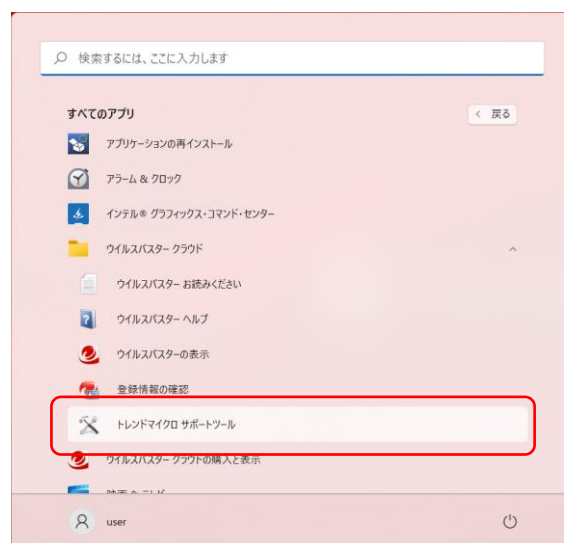 検索するには、ここに入力します
すべてのアプリ
戻る
アプリケーションの再インストール
アラーム & クロック
インテル® グラフィックス・コマンド・センター
ウイルスバスター クラウド
ウイルスバスター お読みください
ウイルスバスター ヘルプ
ウイルスバスターの表示
登録情報の確認
トレンドマイクロ サポートツール
ウイルスバスター クラウドの購入と表示
user